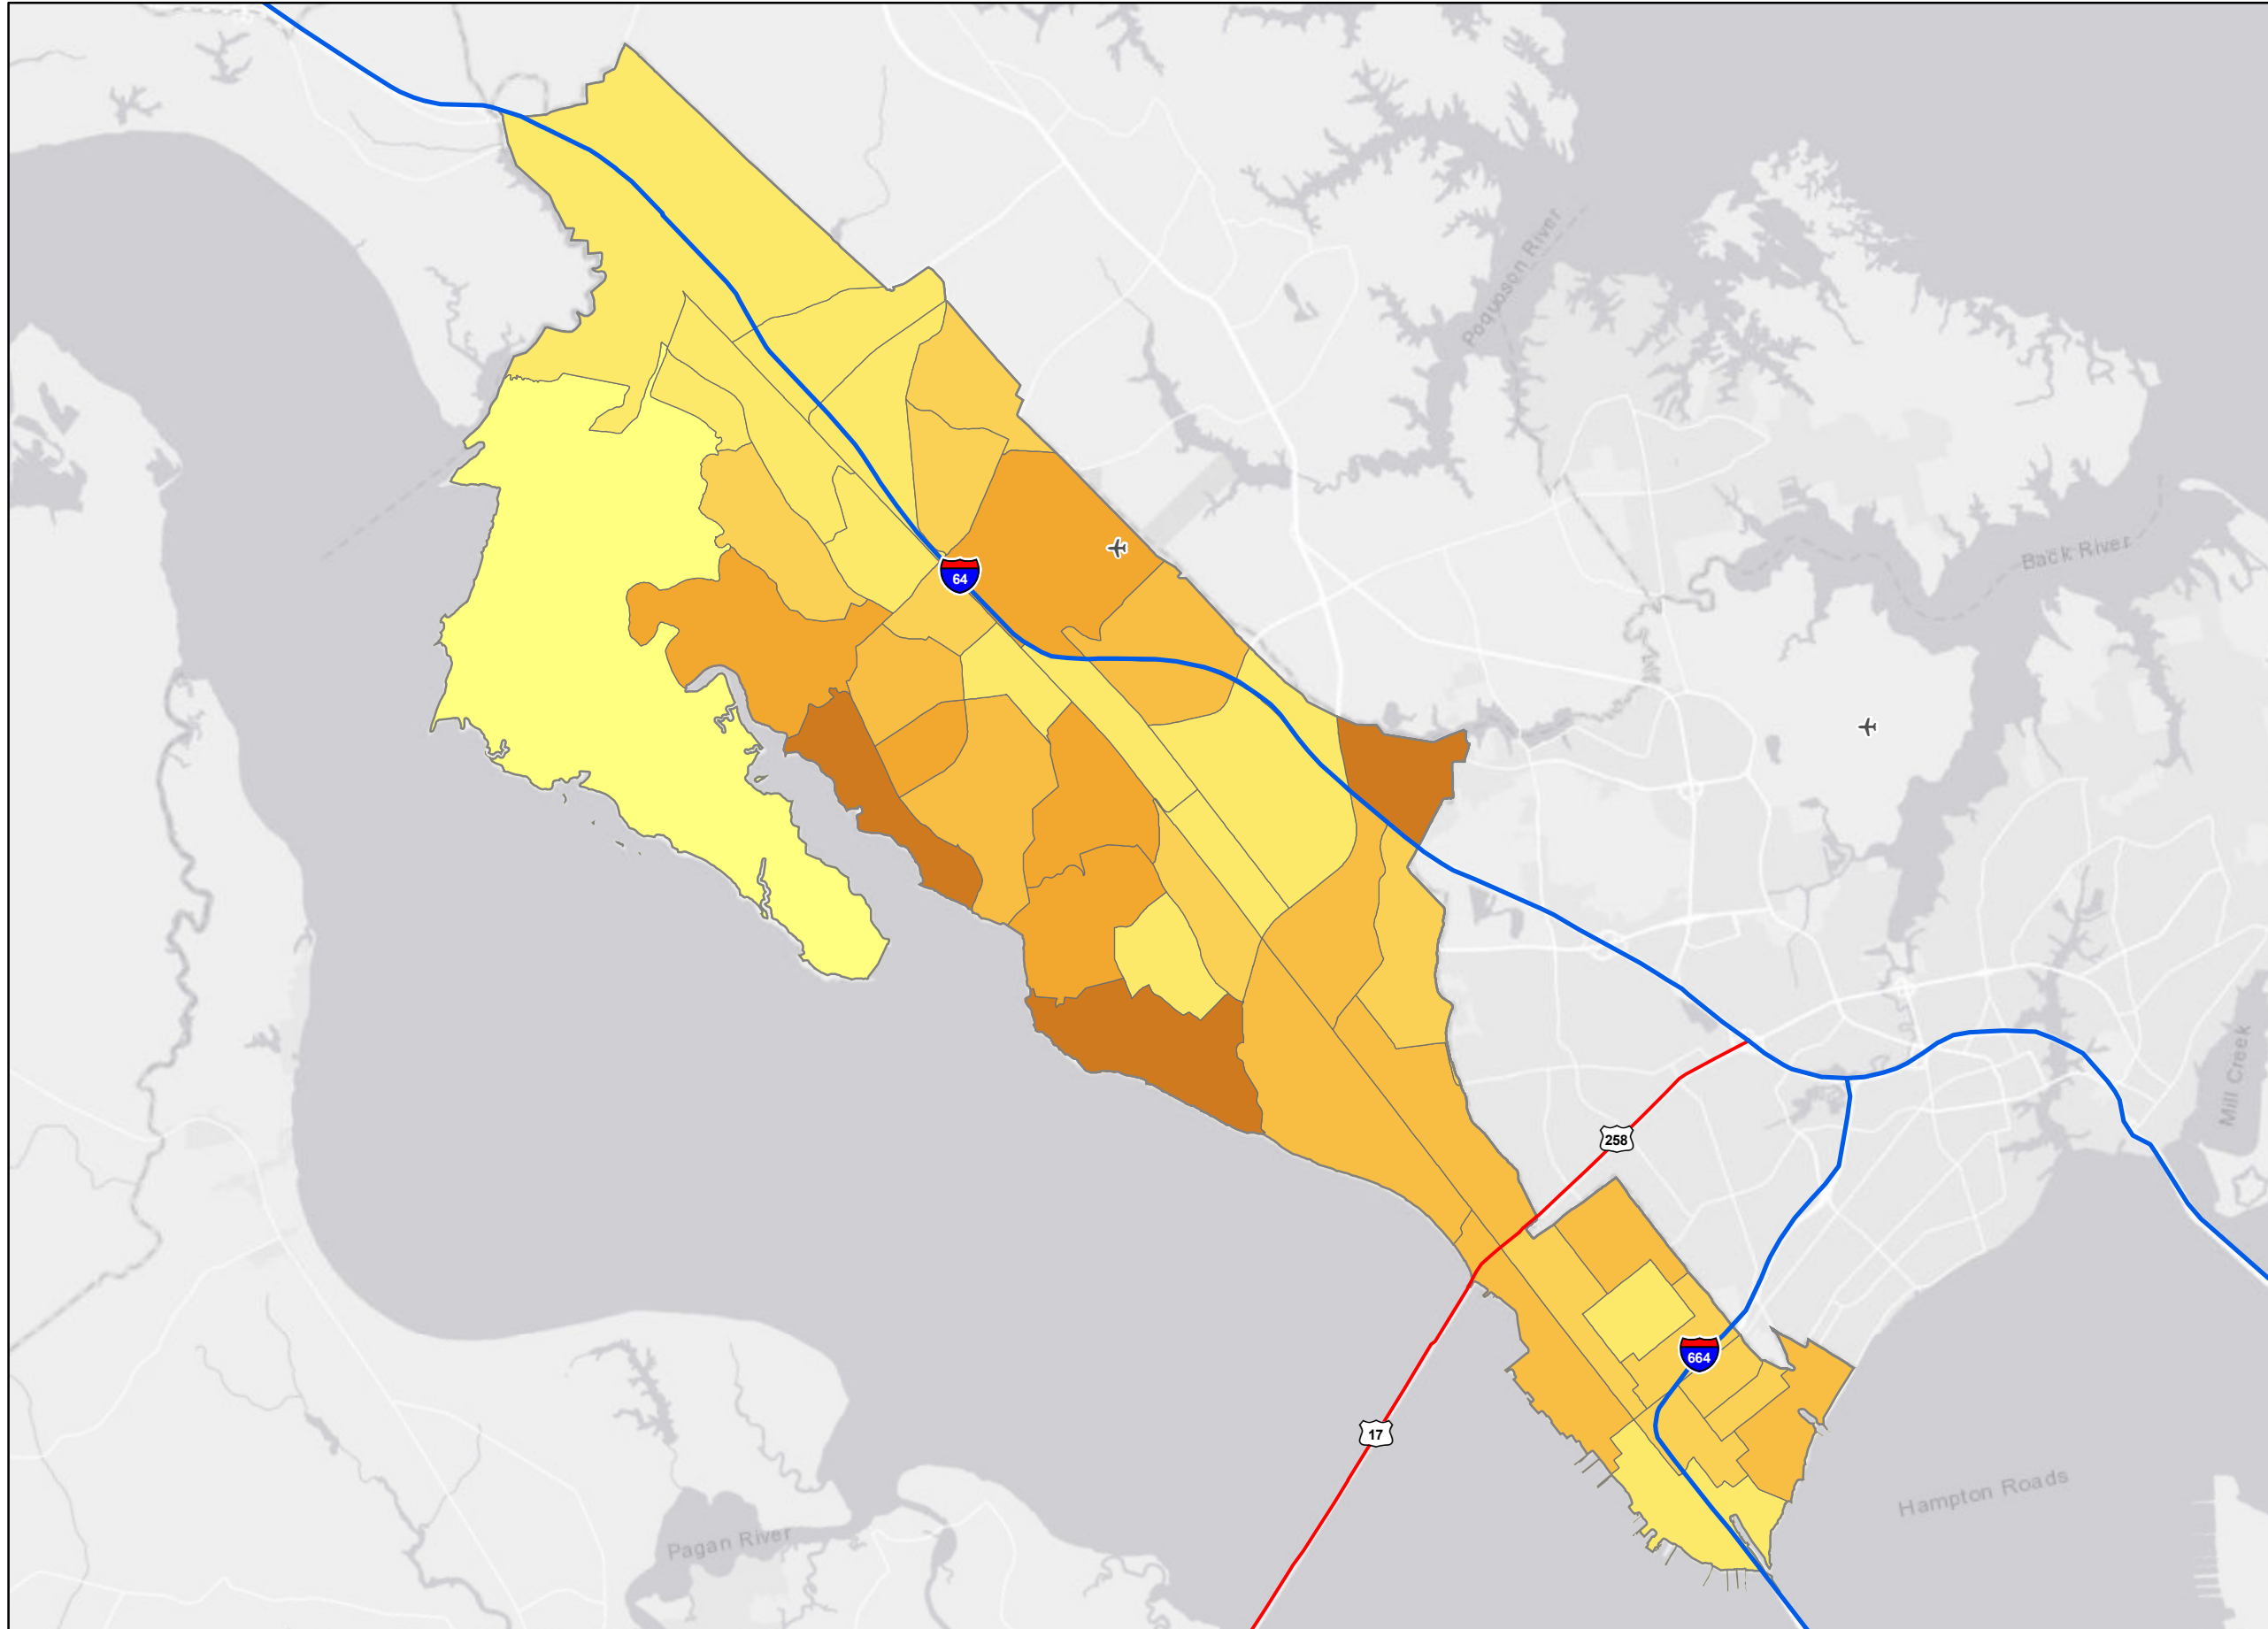 Poquoson River
Back River
64
Mill Creek
258
664
17
Hampton Roads
Pagan River